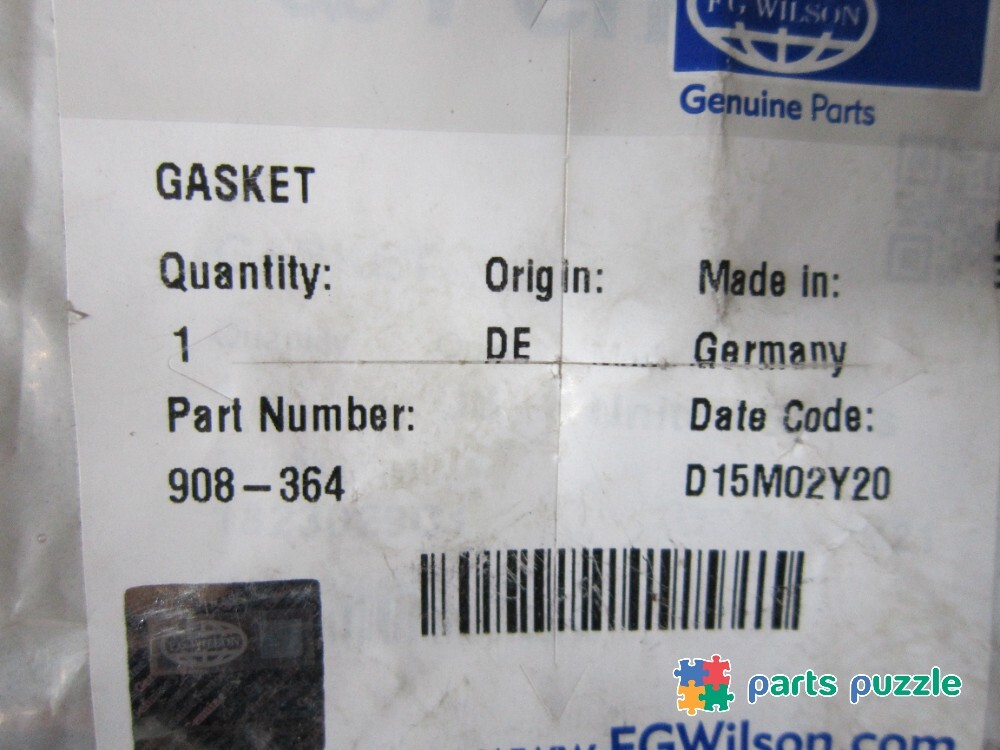 FG WILSON
Genuine Parts
GASKET
Quantity: Origin: Made in:
1 DE Germany
Part Number: Date Code:
908-364 D15M02Y20
parts puzzle
www.FGWilson.com